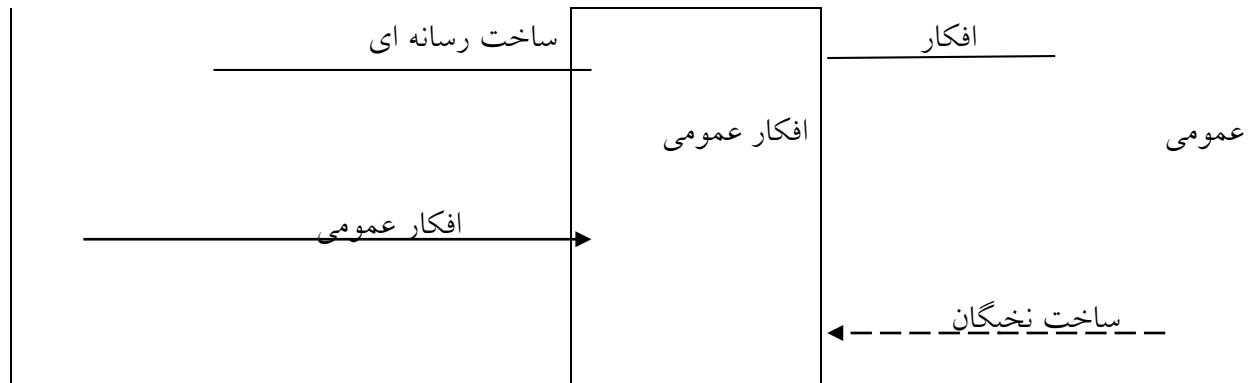 افکار
ساخت رسانه ای
عمومی
افکار عمومی
افکار عمومی
ساخت نخبگان